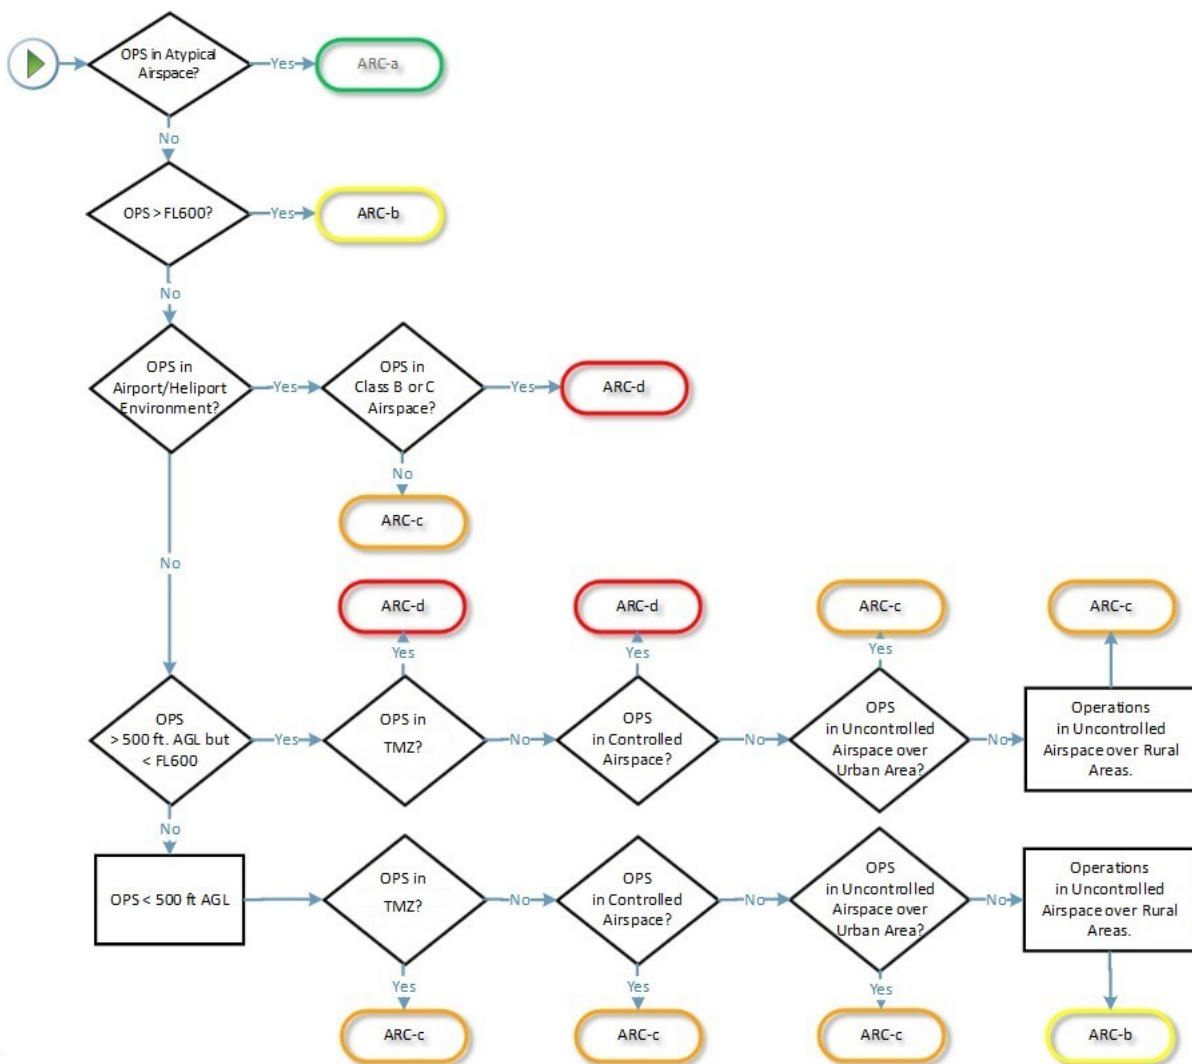 OPS in Atypical
Airspace?
Yes
ARC-a
No
OPS > FL600?
Yes
ARC-b
No
OPS in
Airport/Heliport
Environment?
Yes
OPS in
Class B or C
Airspace?
Yes
ARC-d
No
ARC-c
No
ARC-d
ARC-d
ARC-c
ARC-c
Yes
Yes
Yes
OPS
> 500 ft. AGL but
< FL600
Yes
OPS in
TMZ?
No
OPS
in Controlled
Airspace?
No
OPS
in Uncontrolled
Airspace over
Urban Area?
No
Operations
in Uncontrolled
Airspace over Rural
Areas.
No
OPS < 500 ft AGL
OPS in
TMZ?
No
OPS
in Controlled
Airspace?
No
OPS
in Uncontrolled
Airspace over
Urban Area?
No
Operations
in Uncontrolled
Airspace over Rural
Areas.
Yes
Yes
Yes
ARC-c
ARC-c
ARC-c
ARC-b